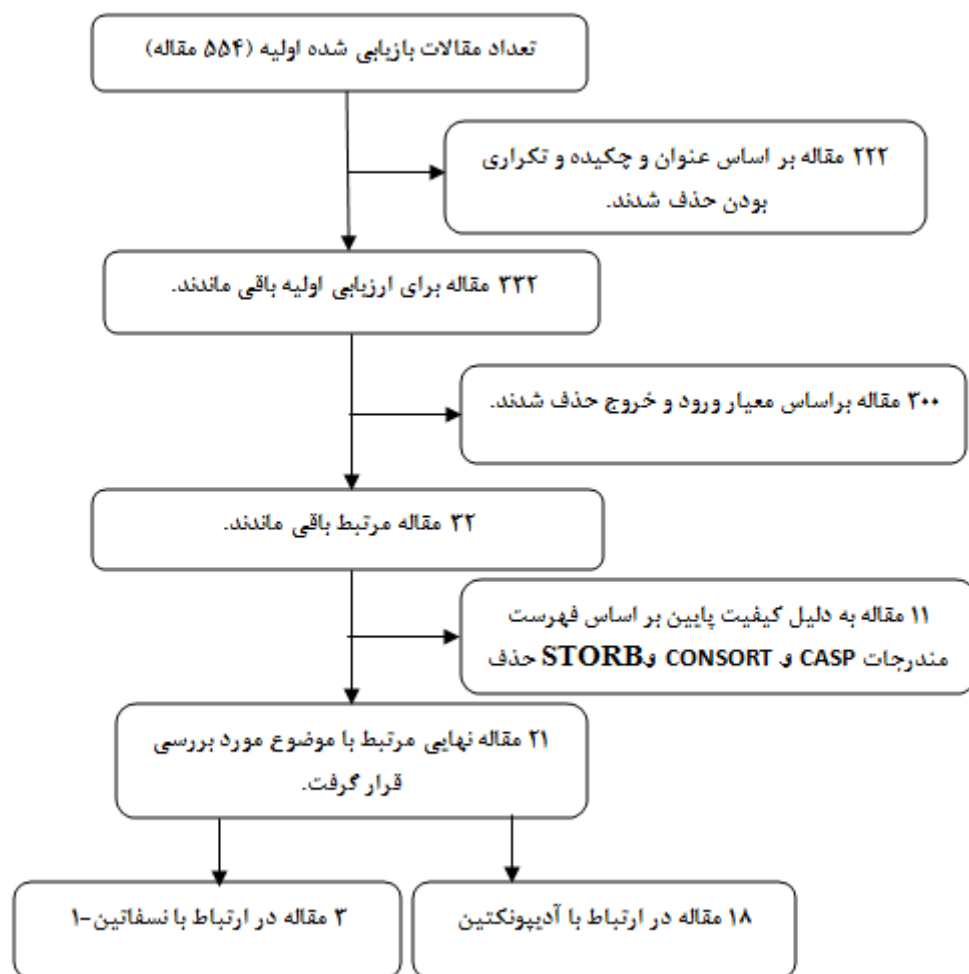 تعداد مقالات بازیابی شده اولیه (۵۵۴ مقاله)
۲۲۲ مقاله بر اساس عنوان و چکیده و تکراری
بودن حذف شدند.
۳۳۲ مقاله برای ارزیابی اولیه باقی ماندند.
۳۰۰ مقاله براساس معیار ورود و خروج حذف شدند.
۳۲ مقاله مرتبط باقی ماندند.
۱۱ مقاله به دلیل کیفیت پایین بر اساس فهرست
مندرجات CASP و CONSORT و STORB حذف
۲۱ مقاله نهایی مرتبط با موضوع مورد بررسی
قرار گرفت.
۱۸ مقاله در ارتباط با آدیپونکتین
۳ مقاله در ارتباط با نسفاتین-۱